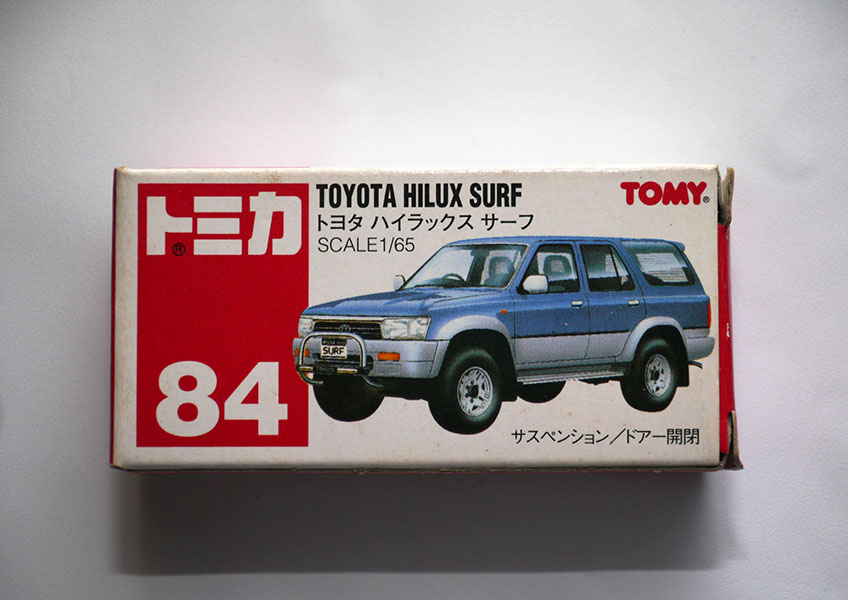 トミカ®
84
TOYOTA HILUX SURF
トヨタ ハイラックス サーフ
SCALE1/65
TOMY®
SURF
サスペンション/ドアー開閉